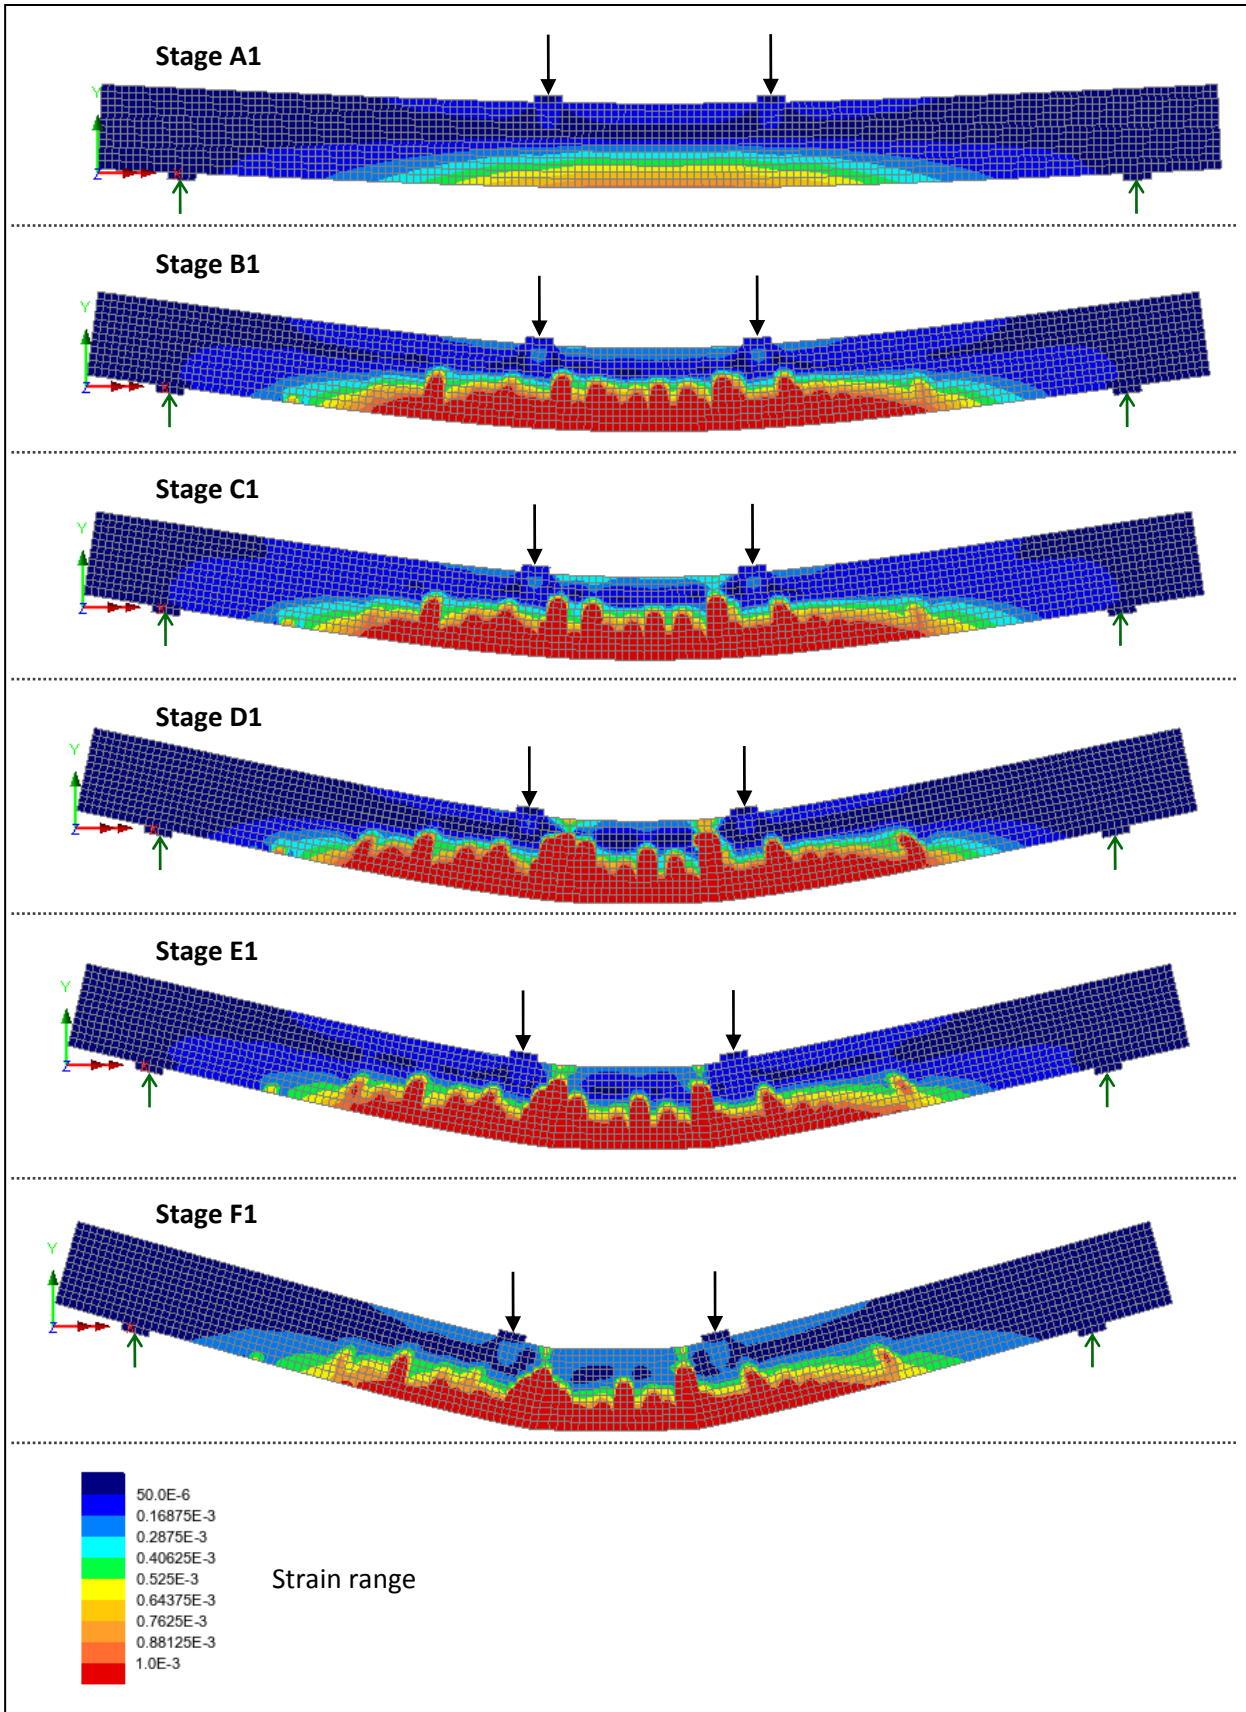 Stage A1
Y
Z X
Stage B1
Y
Z X
Stage C1
Y
Z X
Stage D1
Y
Z X
Stage E1
Y
Z X
Stage F1
Y
Z X
50.0E-6
0.16875E-3
0.2875E-3
0.40625E-3
0.525E-3
0.64375E-3
0.7625E-3
0.88125E-3
1.0E-3
Strain range